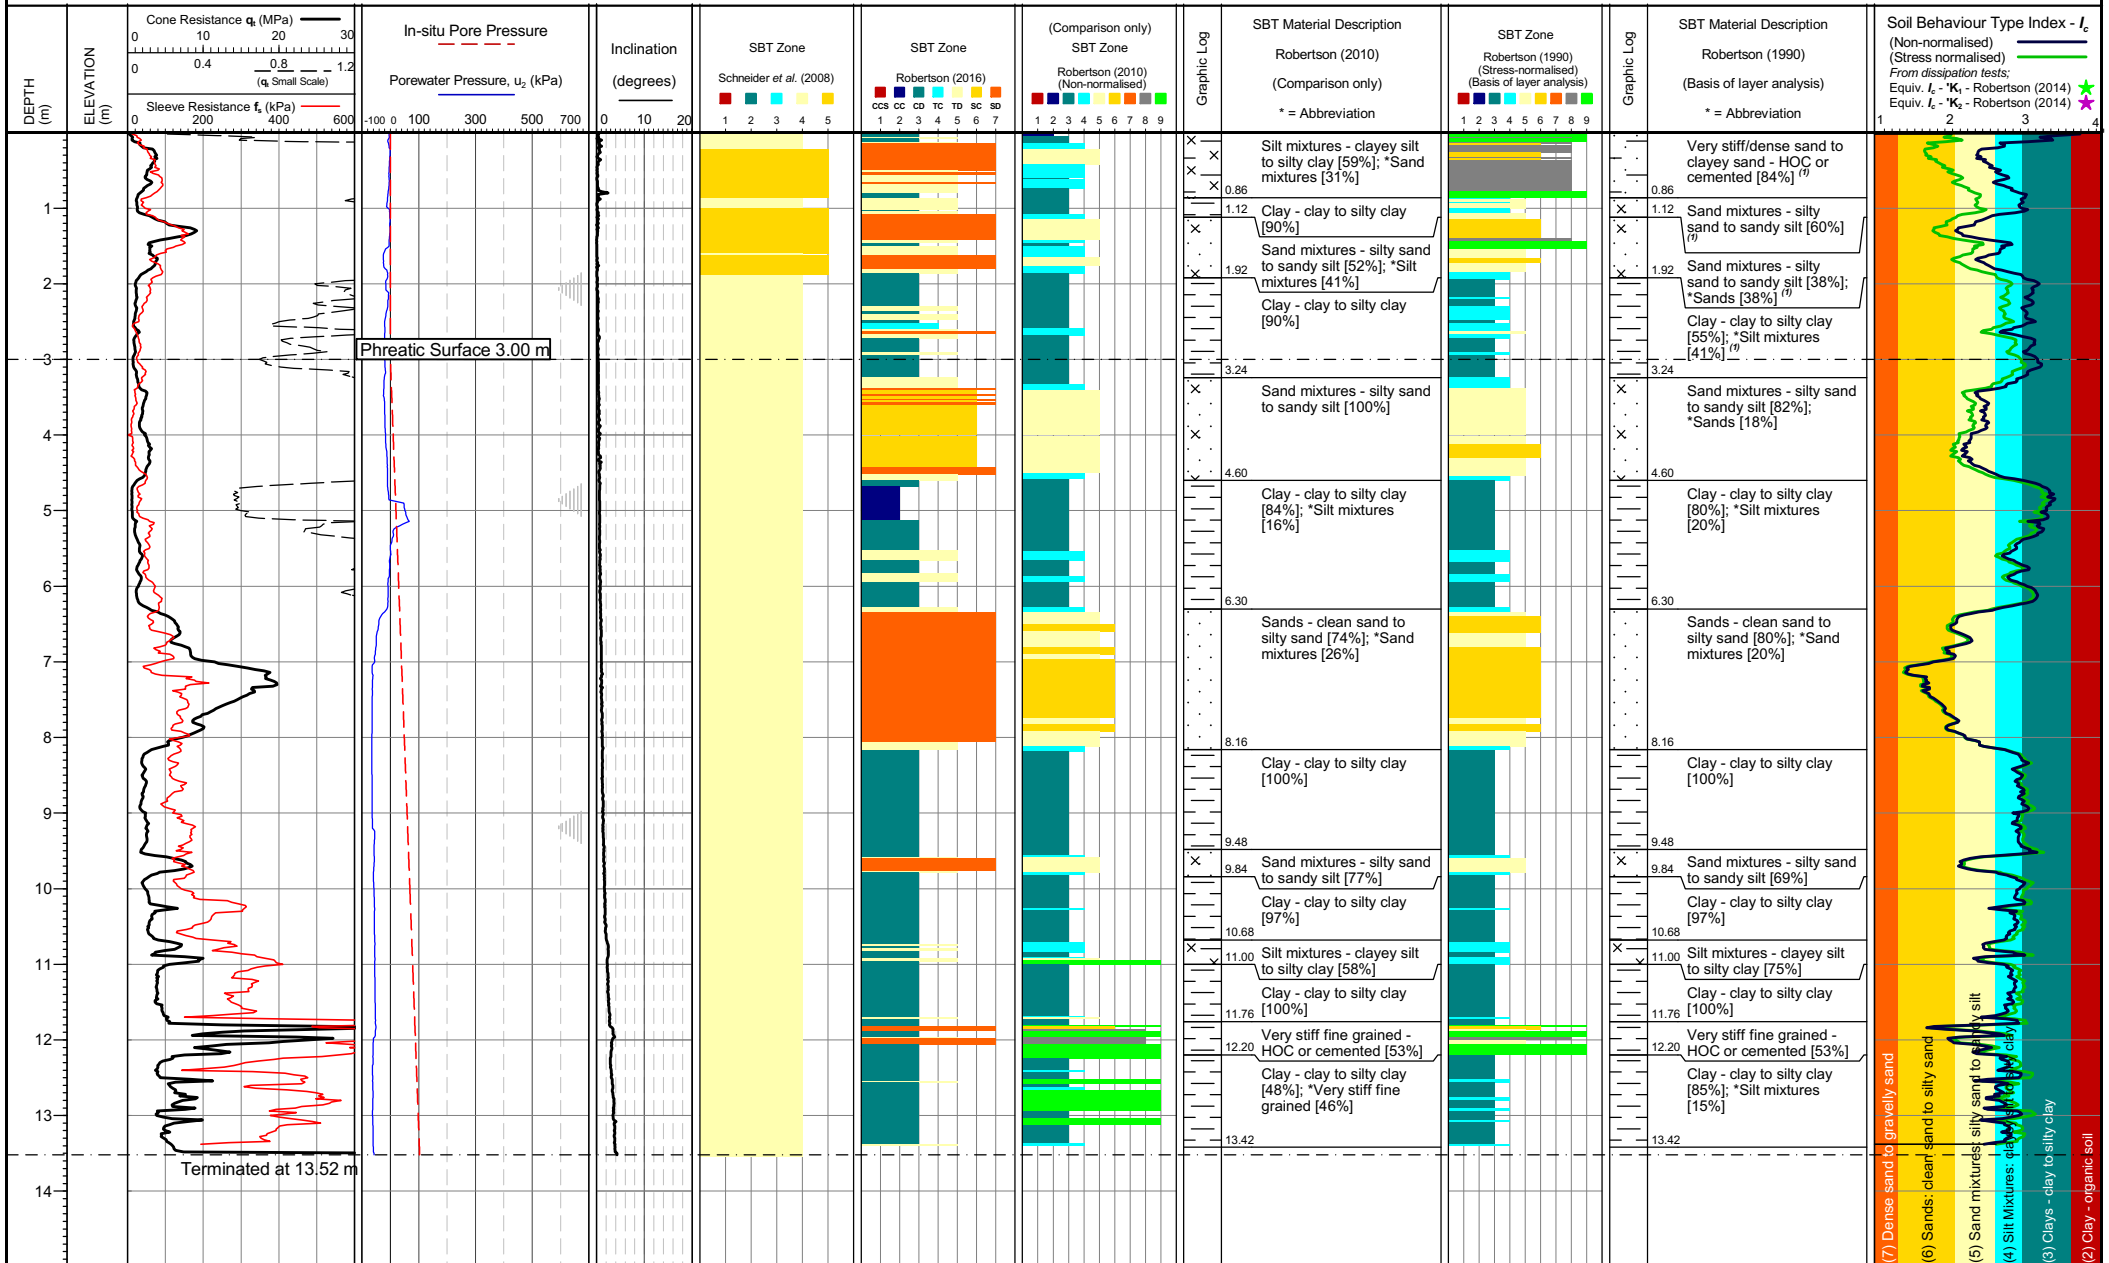 DEPTH
(m)
ELEVATION
(m)
Cone Resistance qt (MPa)
0 10 20 30
0 0.4 0.8 1.2
(qt Small Scale)
Sleeve Resistance fs (kPa)
0 200 400 600
In-situ Pore Pressure
Porewater Pressure, u2 (kPa)
-100 0 100 300 500 700
Inclination
(degrees)
0 10 20
SBT Zone
Schneider et al. (2008)
1 2 3 4 5
SBT Zone
Robertson (2016)
CCS CC CD TC TD SC SD
1 2 3 4 5 6 7
(Comparison only)
SBT Zone
Robertson (2010)
(Non-normalised)
1 2 3 4 5 6 7 8 9
Graphic Log
SBT Material Description
Robertson (2010)
(Comparison only)
* = Abbreviation
SBT Zone
Robertson (1990)
(Stress-normalised)
(Basis of layer analysis)
1 2 3 4 5 6 7 8 9
Graphic Log
SBT Material Description
Robertson (1990)
(Basis of layer analysis)
* = Abbreviation
Soil Behaviour Type Index - Ic
(Non-normalised)
(Stress normalised)
From dissipation tests;
Equiv. Ic - 'K1 - Robertson (2014)
Equiv. Ic - 'K2 - Robertson (2014)
1 2 3 4
1
2
3
4
5
6
7
8
9
10
11
12
13
14
Phreatic Surface 3.00 m
Terminated at 13.52 m
Silt mixtures - clayey silt
to silty clay [59%]; *Sand
mixtures [31%]
0.86
1.12
Clay - clay to silty clay
[90%]
Sand mixtures - silty sand
to sandy silt [52%]; *Silt
mixtures [41%]
1.92
Clay - clay to silty clay
[90%]
3.24
Sand mixtures - silty sand
to sandy silt [100%]
4.60
Clay - clay to silty clay
[84%]; *Silt mixtures
[16%]
6.30
Sands - clean sand to
silty sand [74%]; *Sand
mixtures [26%]
8.16
Clay - clay to silty clay
[100%]
9.48
Sand mixtures - silty sand
to sandy silt [77%]
9.84
Clay - clay to silty clay
[97%]
10.68
Silt mixtures - clayey silt
to silty clay [58%]
11.00
Clay - clay to silty clay
[100%]
11.76
Very stiff fine grained -
HOC or cemented [53%]
12.20
Clay - clay to silty clay
[48%]; *Very stiff fine
grained [46%]
13.42
Very stiff/dense sand to
clayey sand - HOC or
cemented [84%] (1)
0.86
1.12
Sand mixtures - silty
sand to sandy silt [60%]
(1)
Sand mixtures - silty
sand to sandy silt [38%];
*Sands [38%] (1)
1.92
Clay - clay to silty clay
[55%]; *Silt mixtures
[41%] (1)
3.24
Sand mixtures - silty sand
to sandy silt [82%];
*Sands [18%]
4.60
Clay - clay to silty clay
[80%]; *Silt mixtures
[20%]
6.30
Sands - clean sand to
silty sand [80%]; *Sand
mixtures [20%]
8.16
Clay - clay to silty clay
[100%]
9.48
Sand mixtures - silty sand
to sandy silt [69%]
9.84
Clay - clay to silty clay
[97%]
10.68
Silt mixtures - clayey silt
to silty clay [75%]
11.00
Clay - clay to silty clay
[100%]
11.76
Very stiff fine grained -
HOC or cemented [53%]
12.20
Clay - clay to silty clay
[85%]; *Silt mixtures
[15%]
13.42
(7) Dense sand to gravelly sand
(6) Sands: clean sand to silty sand
(5) Sand mixtures: silty sand to sandy silt
(4) Silt Mixtures: clayey silt to silty clay
(3) Clays - clay to silty clay
(2) Clay - organic soil